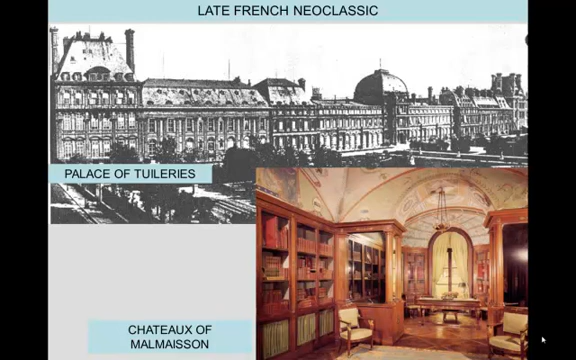 LATE FRENCH NEOCLASSIC
PALACE OF TUILERIES
CHATEAUX OF
MALMAISSON